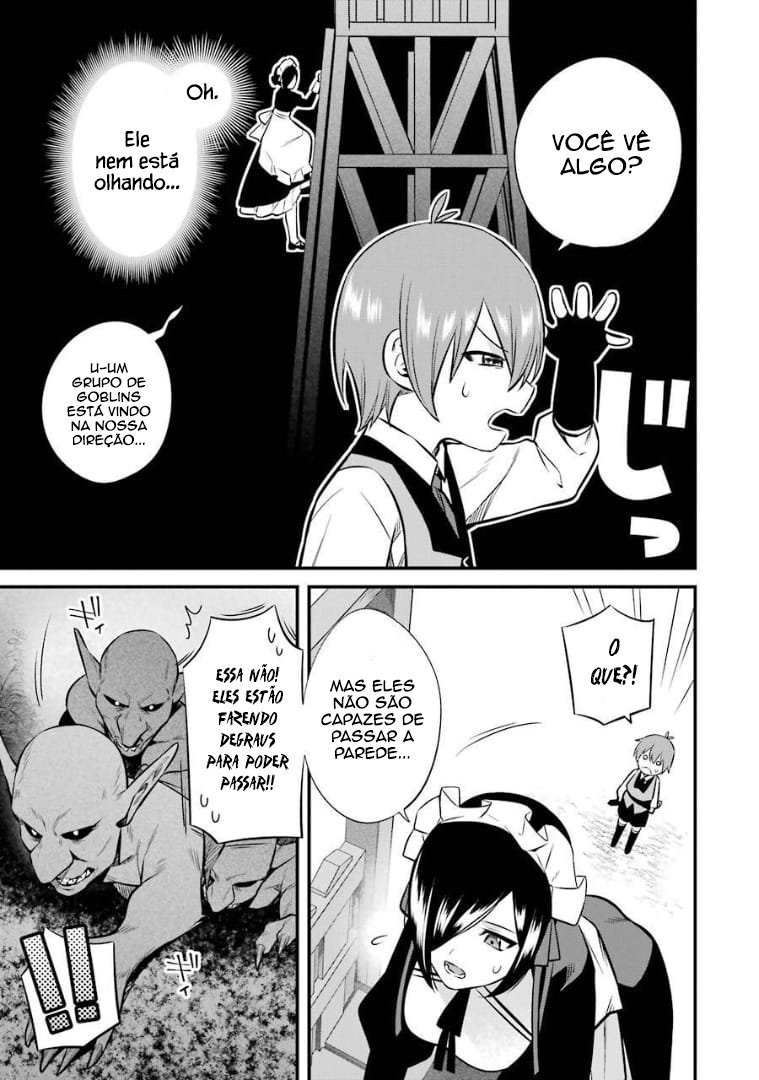 VOCÊ VÊ
ALGO?
Oh.
Ele
nem está
olhando...
U-UM
GRUPO DE
GOBLINS
ESTÁ VINDO
NA NOSSA
DIREÇÃO...
じっ
O
QUE?!
MAS ELES
NÃO SÃO
CAPAZES DE
PASSAR A
PAREDE...
ESSA NÃO!
ELES ESTÃO
FAZENDO
DEGRAUS
PARA PODER
PASSAR!!
!!